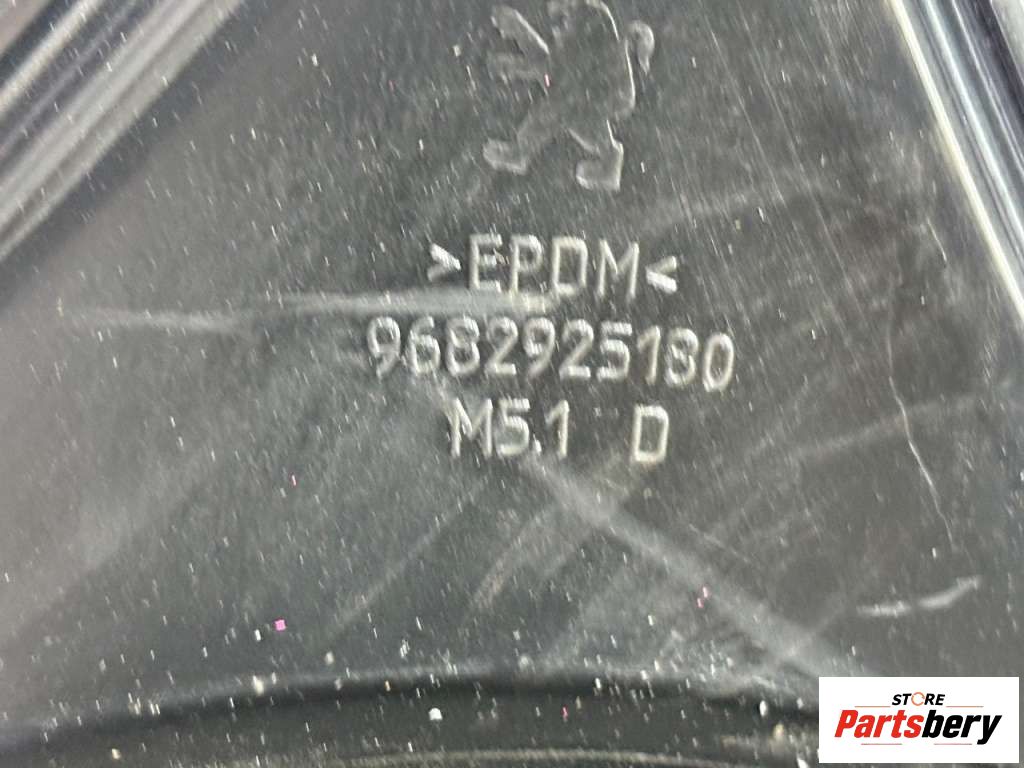 >EPDM<
9682925180
M5.1 D
STORE
Partsbery